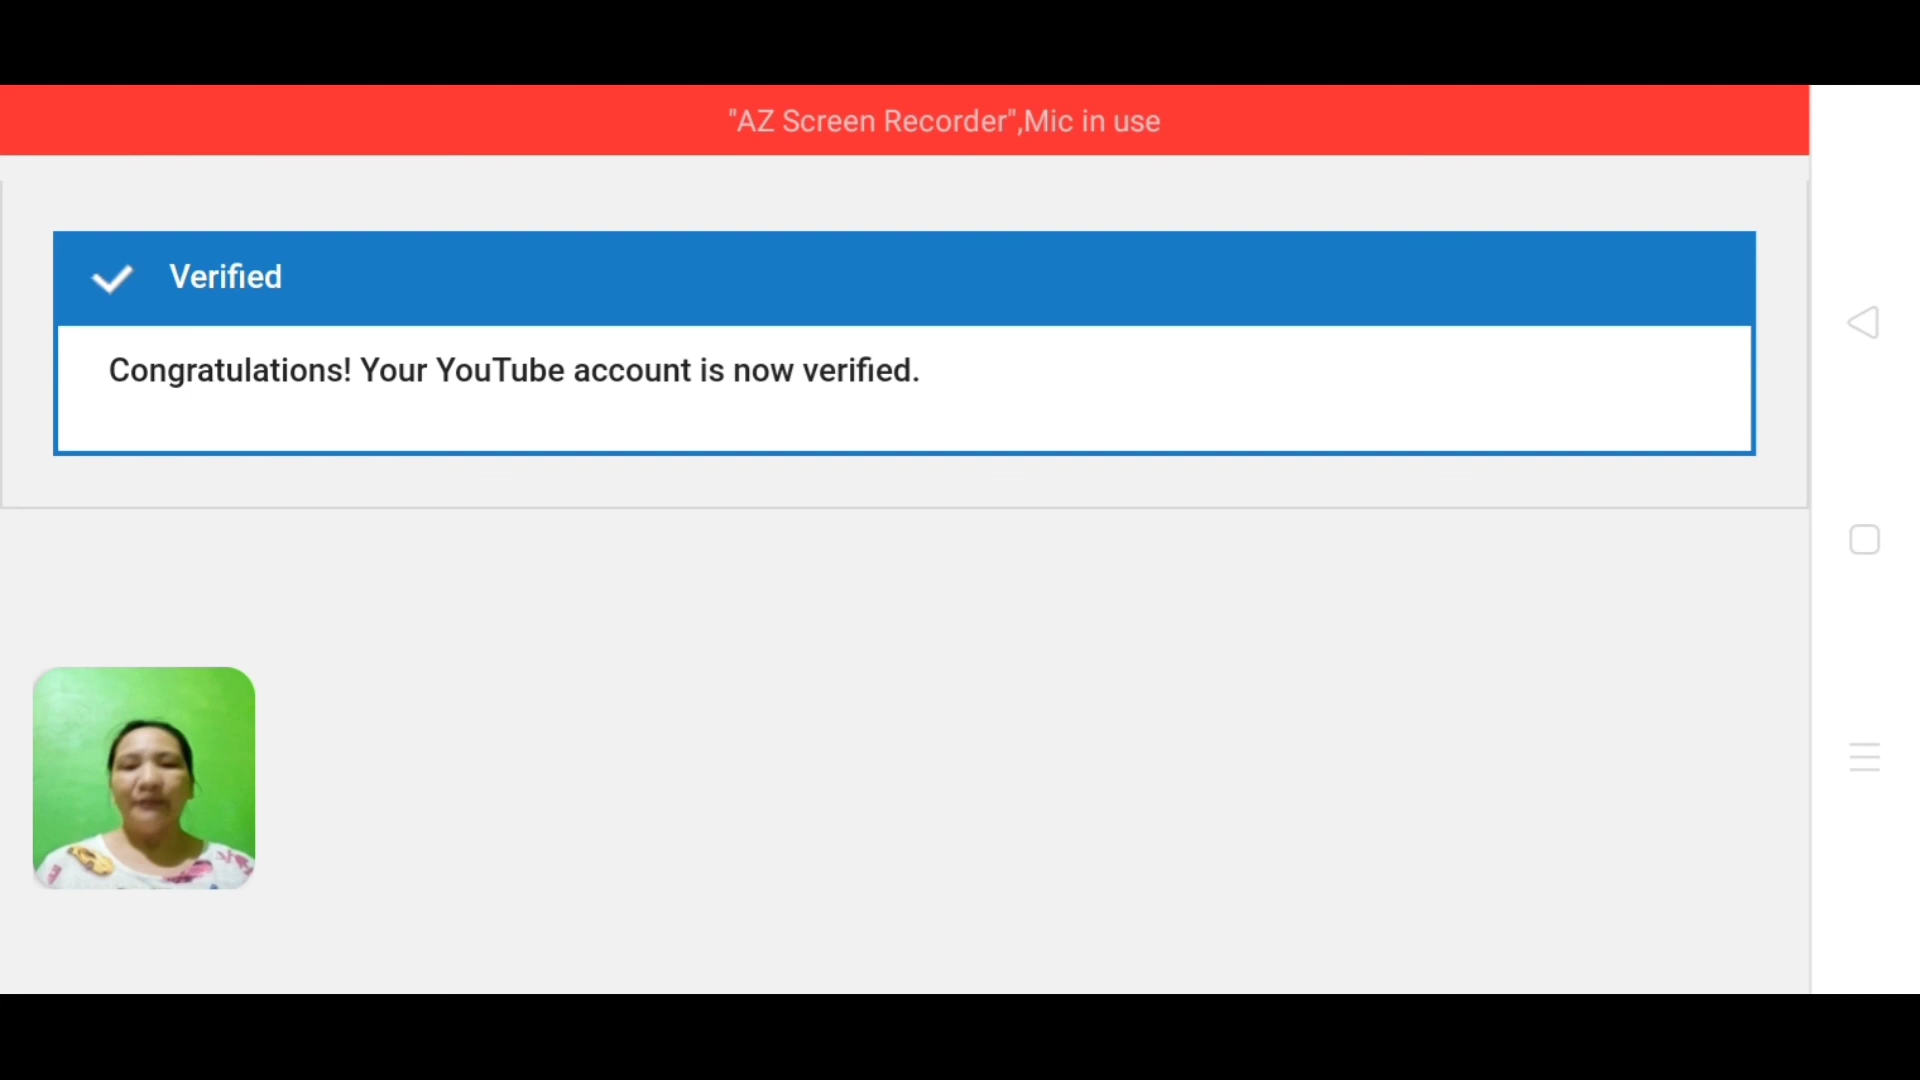 "AZ Screen Recorder",Mic in use
Verified
Congratulations! Your YouTube account is now verified.